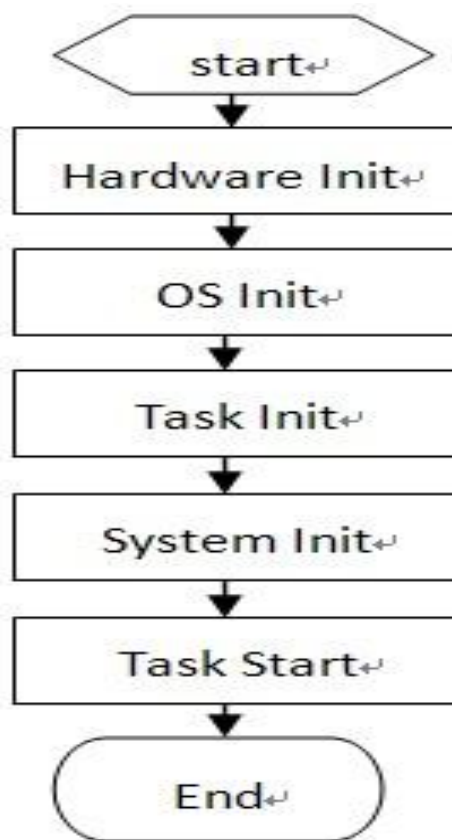 start
Hardware Init
OS Init
Task Init
System Init
Task Start
End